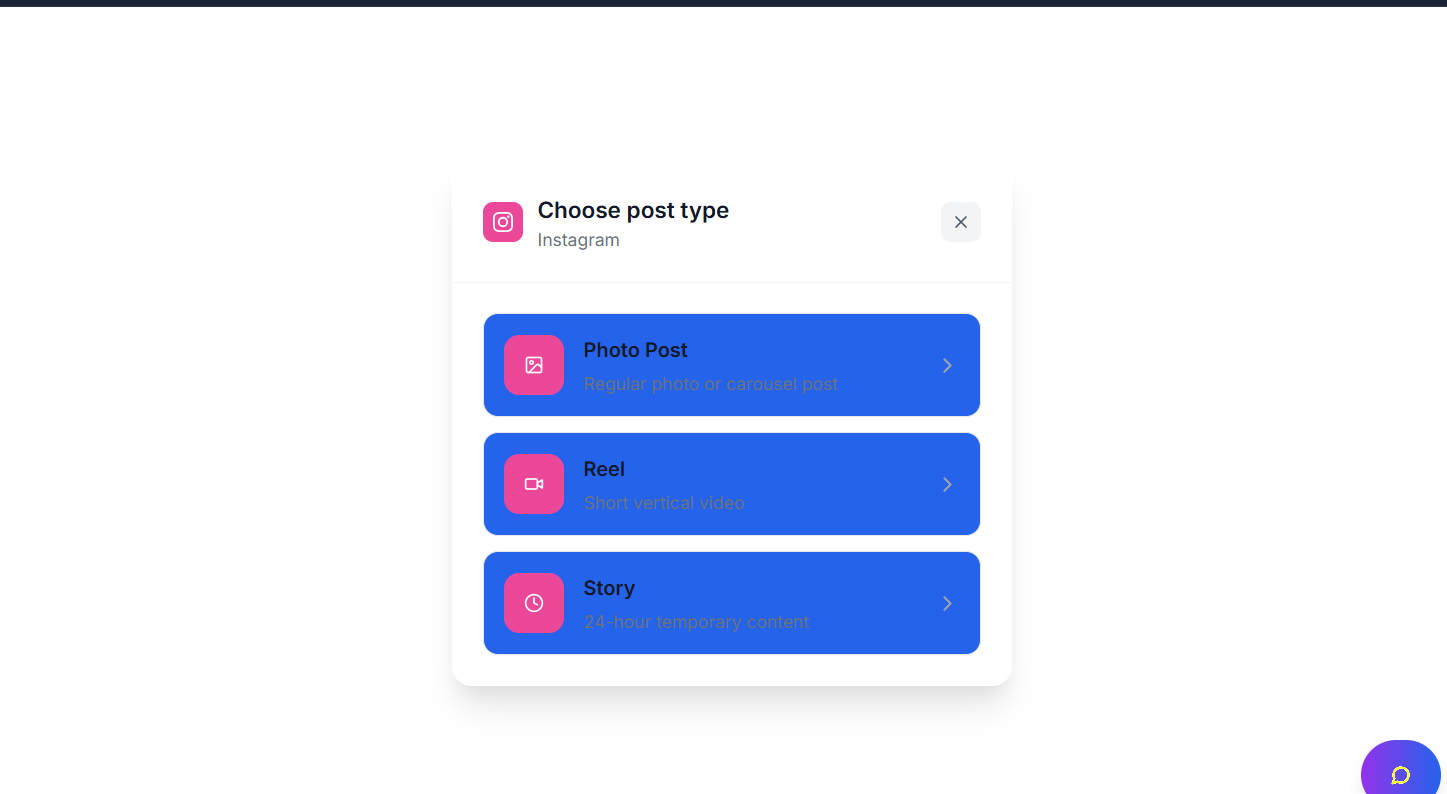 Choose post type
Instagram
Photo Post
Regular photo or carousel post
Reel
Short vertical video
Story
24-hour temporary content